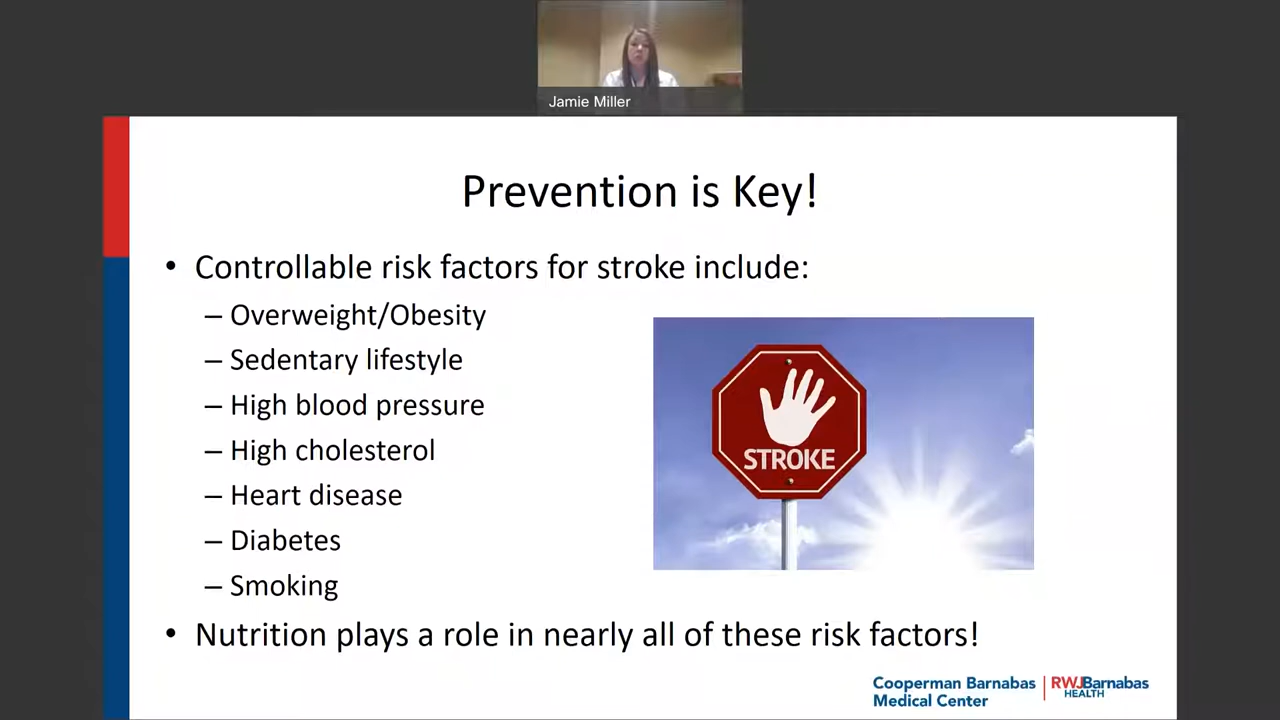 Jamie Miller
Prevention is Key!
• Controllable risk factors for stroke include:
– Overweight/Obesity
– Sedentary lifestyle
– High blood pressure
– High cholesterol
– Heart disease
– Diabetes
– Smoking
STROKE
• Nutrition plays a role in nearly all of these risk factors!
Cooperman Barnabas
Medical Center
RWJBarnabas
HEALTH